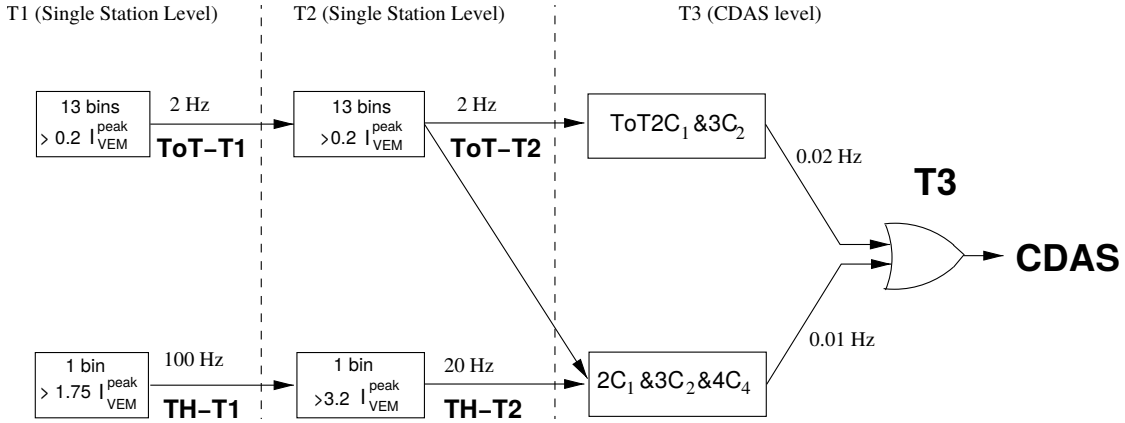 T1 (Single Station Level)
T2 (Single Station Level)
T3 (CDAS level)
13 bins
> 0.2 I_VEM^peak
2 Hz
ToT−T1
13 bins
>0.2 I_VEM^peak
2 Hz
ToT−T2
ToT2C₁ &3C₂
0.02 Hz
T3
CDAS
0.01 Hz
1 bin
> 1.75 I_VEM^peak
100 Hz
TH−T1
1 bin
>3.2 I_VEM^peak
20 Hz
TH−T2
2C₁ &3C₂ &4C₄